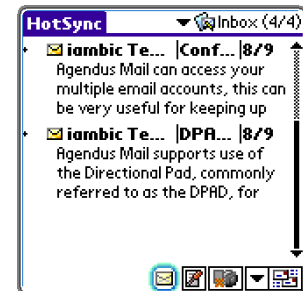 HotSync Inbox (4/4)
iambic Te... |Conf... |8/9
Agendus Mail can access your
multiple email accounts, this can
be very useful for keeping up
iambic Te... |DPA... |8/9
Agendus Mail supports use of
the Directional Pad, commonly
referred to as the DPAD, for